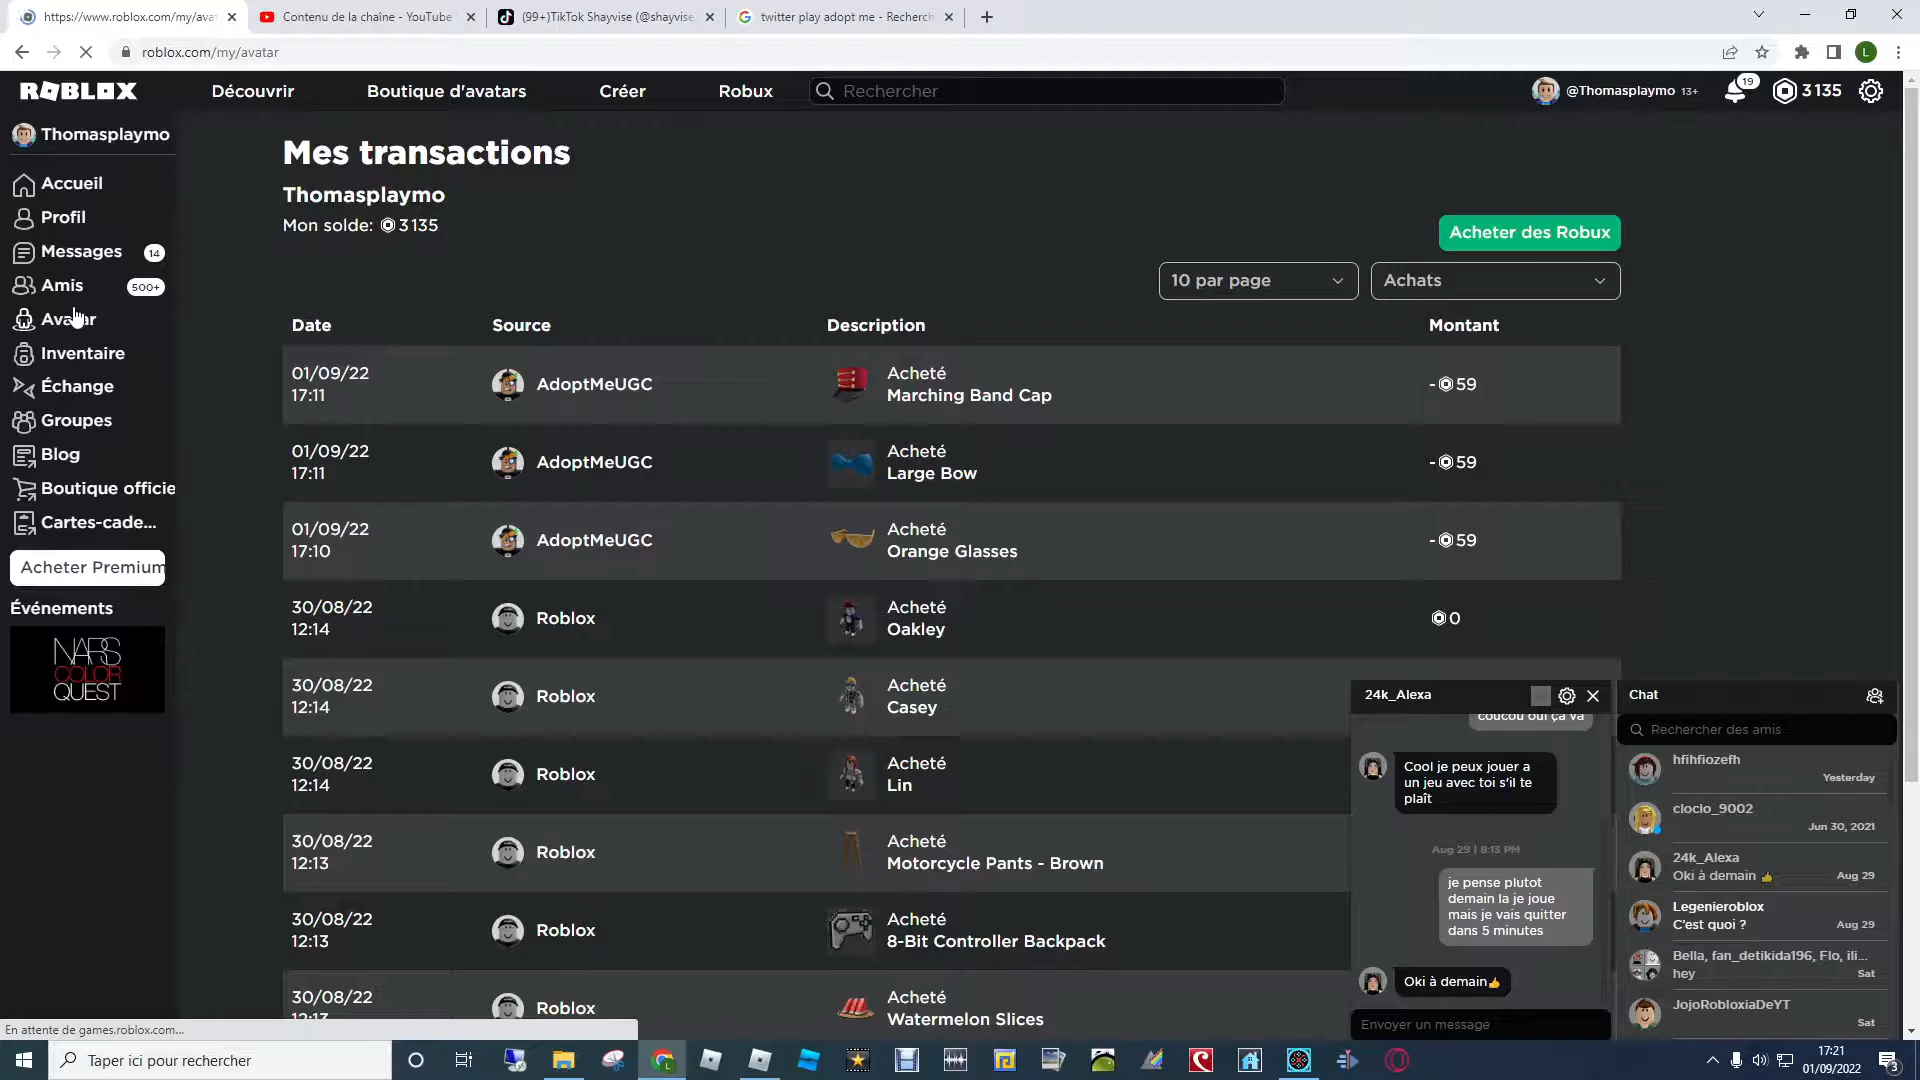 https://www.roblox.com/my/avat
Contenu de la chaîne - YouTube
(99+)TikTok Shayvise (@shayvise
twitter play adopt me - Recherch
roblox.com/my/avatar
L
ROBLOX
Découvrir
Boutique d'avatars
Créer
Robux
Rechercher
@Thomasplaymo 13+
19
3 135
Thomasplaymo
Accueil
Profil
Messages 14
Amis 500+
Avatar
Inventaire
Échange
Groupes
Blog
Boutique officie
Cartes-cade...
Acheter Premium
Événements
NARS
COLOR
QUEST
Mes transactions
Thomasplaymo
Mon solde: 3 135
Acheter des Robux
10 par page
Achats
Date Source Description Montant
01/09/22
17:11
AdoptMeUGC
Acheté
Marching Band Cap
-59
01/09/22
17:11
AdoptMeUGC
Acheté
Large Bow
-59
01/09/22
17:10
AdoptMeUGC
Acheté
Orange Glasses
-59
30/08/22
12:14
Roblox
Acheté
Oakley
0
30/08/22
12:14
Roblox
Acheté
Casey
30/08/22
12:14
Roblox
Acheté
Lin
30/08/22
12:13
Roblox
Acheté
Motorcycle Pants - Brown
30/08/22
12:13
Roblox
Acheté
8-Bit Controller Backpack
30/08/22
12:13
Roblox
Acheté
Watermelon Slices
24k_Alexa
coucou oui ça va
Cool je peux jouer a
un jeu avec toi s'il te
plaît
Aug 29 | 8:13 PM
je pense plutot
demain la je joue
mais je vais quitter
dans 5 minutes
Oki à demain👍
Envoyer un message
Chat
Rechercher des amis
hfihfiozefh
Yesterday
cloclo_9002
Jun 30, 2021
24k_Alexa
Oki à demain 👍 Aug 29
Legenieroblox
C'est quoi ? Aug 29
Bella, fan_detikida196, Flo, ili...
hey Sat
JojoRobloxiaDeYT
Sat
En attente de games.roblox.com...
Taper ici pour rechercher
17:21
01/09/2022
3